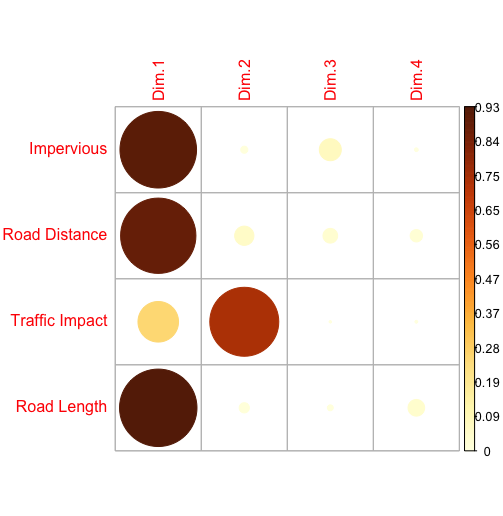 Dim.1
Dim.2
Dim.3
Dim.4
Impervious
Road Distance
Traffic Impact
Road Length
0.93
0.84
0.75
0.65
0.56
0.47
0.37
0.28
0.19
0.09
0